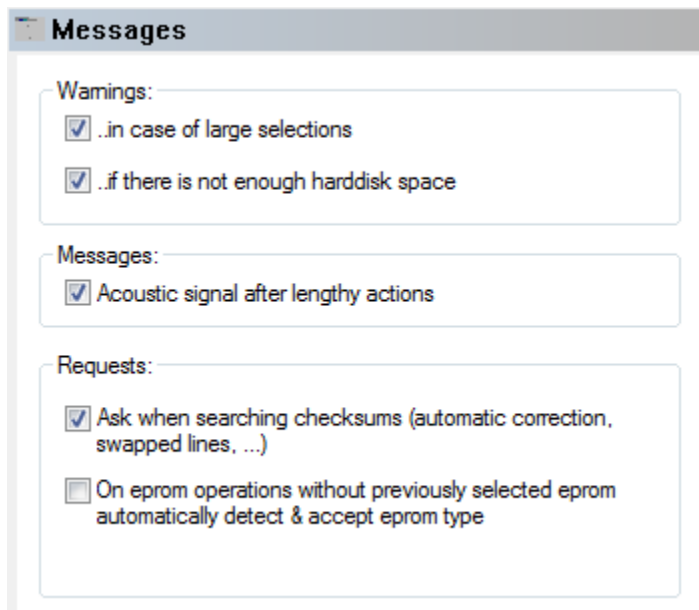 Messages
Warnings:
..in case of large selections
..if there is not enough harddisk space
Messages:
Acoustic signal after lengthy actions
Requests:
Ask when searching checksums (automatic correction,
swapped lines, ...)
On eprom operations without previously selected eprom
automatically detect & accept eprom type